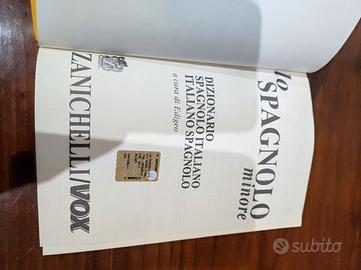 lo
SPAGNOLO
minore
DIZIONARIO
SPAGNOLO ITALIANO
ITALIANO SPAGNOLO
a cura di Edigeo
ZANICHELLI/VOX
subito